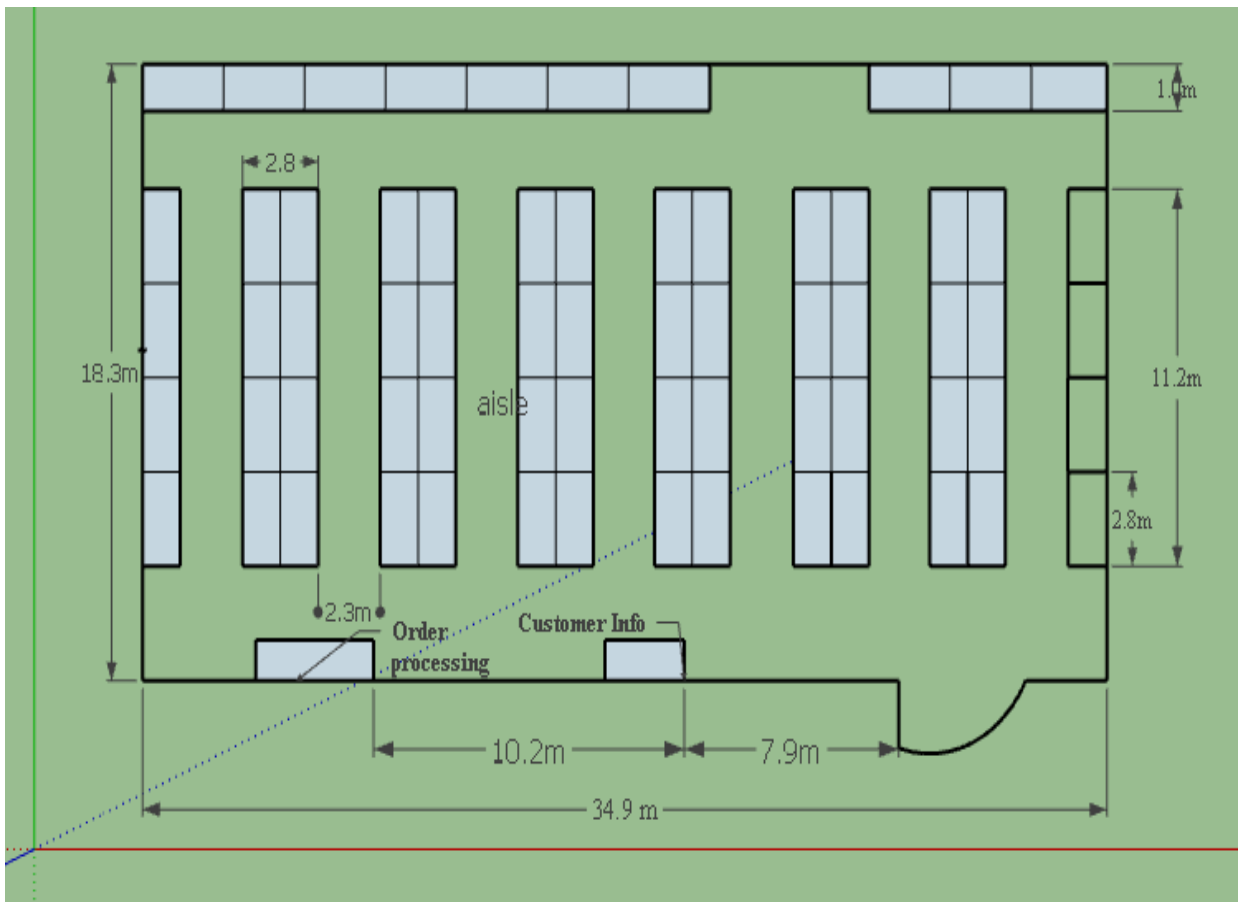 1.0m
2.8
18.3m
11.2m
aisle
2.8m
2.3m
Order
processing
Customer Info
10.2m
7.9m
34.9 m